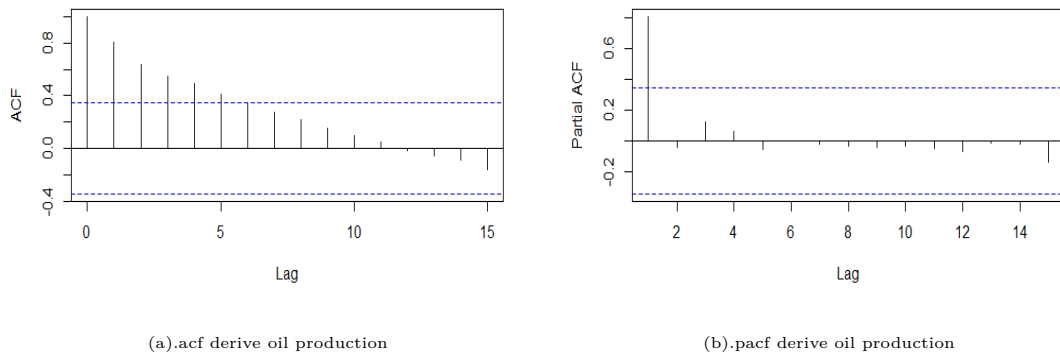 ACF
0.8
0.4
0.0
-0.4
0 5 10 15
Lag
(a).acf derive oil production
Partial ACF
0.6
0.2
-0.2
2 4 6 8 10 12 14
Lag
(b).pacf derive oil production